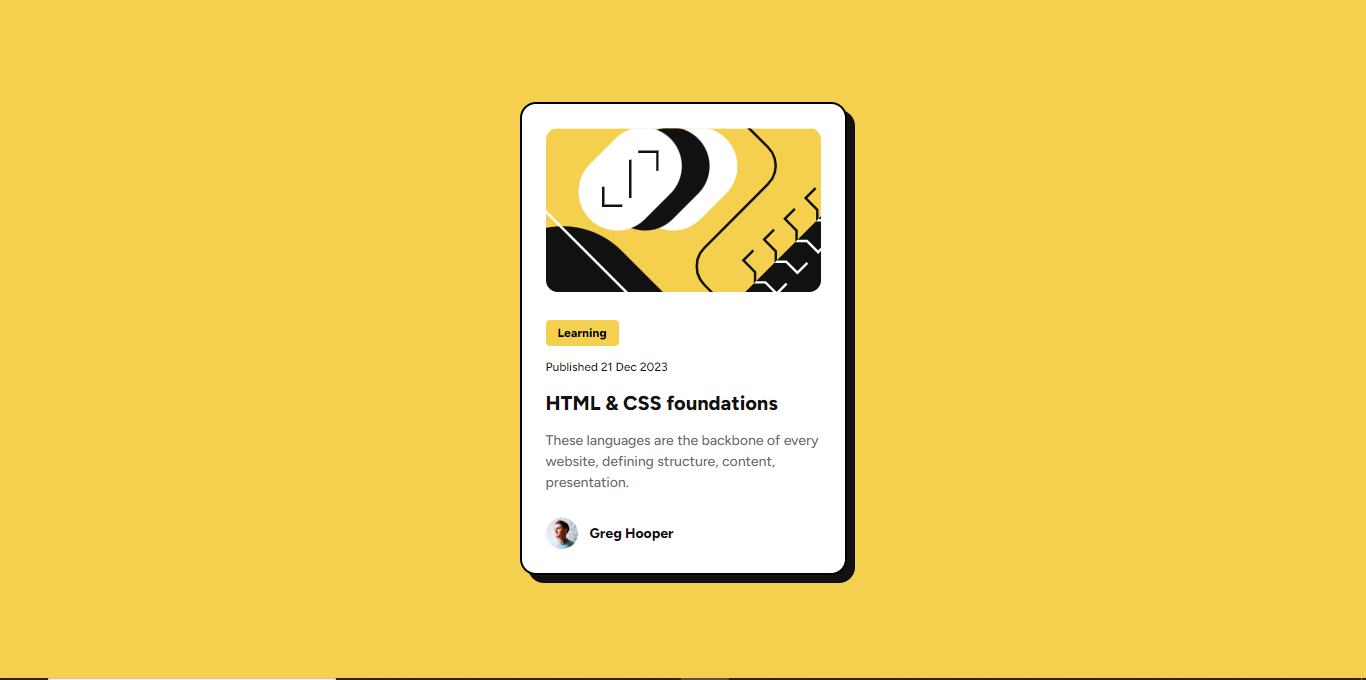 Learning
Published 21 Dec 2023
HTML & CSS foundations
These languages are the backbone of every
website, defining structure, content,
presentation.
Greg Hooper